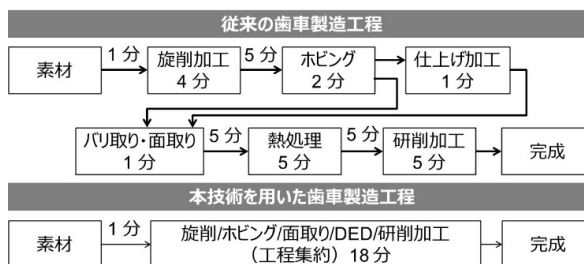 従来の歯車製造工程
素材
1 分
旋削加工
4 分
5 分
ホビング
2 分
仕上げ加工
1 分
バリ取り・面取り
1 分
5 分
熱処理
5 分
5 分
研削加工
5 分
完成
本技術を用いた歯車製造工程
素材
1 分
旋削/ホビング/面取り/DED/研削加工
（工程集約）18 分
完成